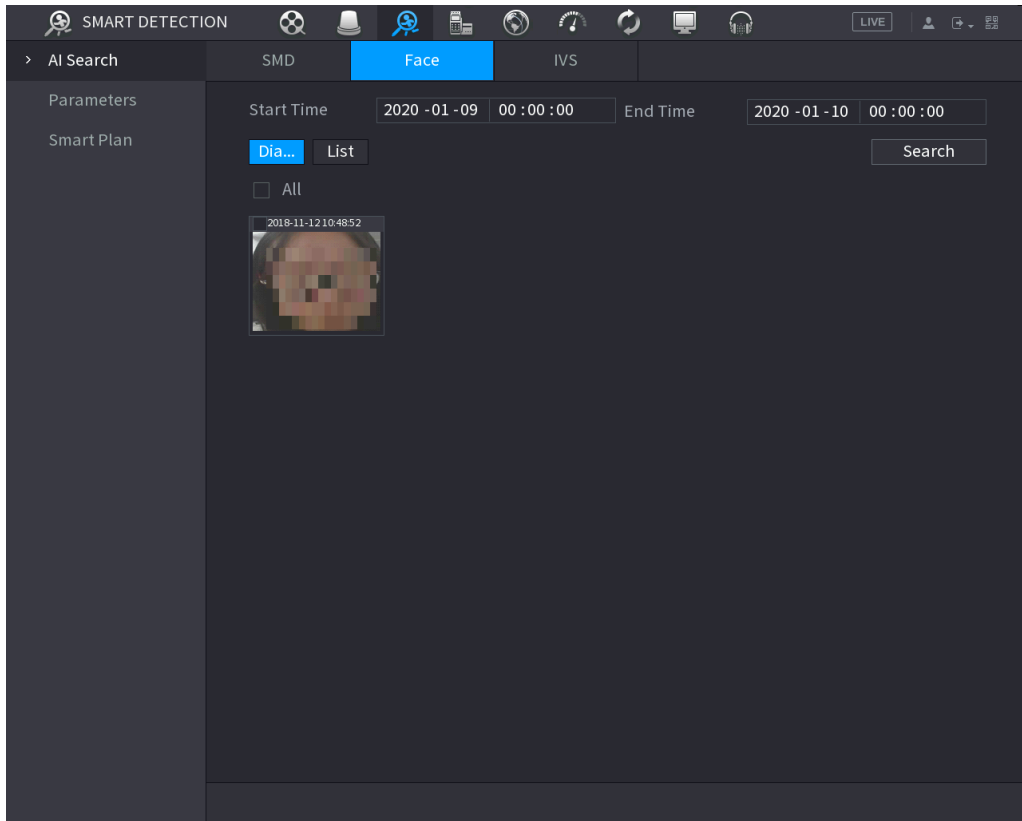 SMART DETECTION LIVE
AI Search SMD Face IVS
Parameters
Smart Plan
Start Time 2020 -01 -09 00 : 00 : 00 End Time 2020 -01 -10 00 : 00 : 00
Dia... List Search
All
2018-11-12 10:48:52